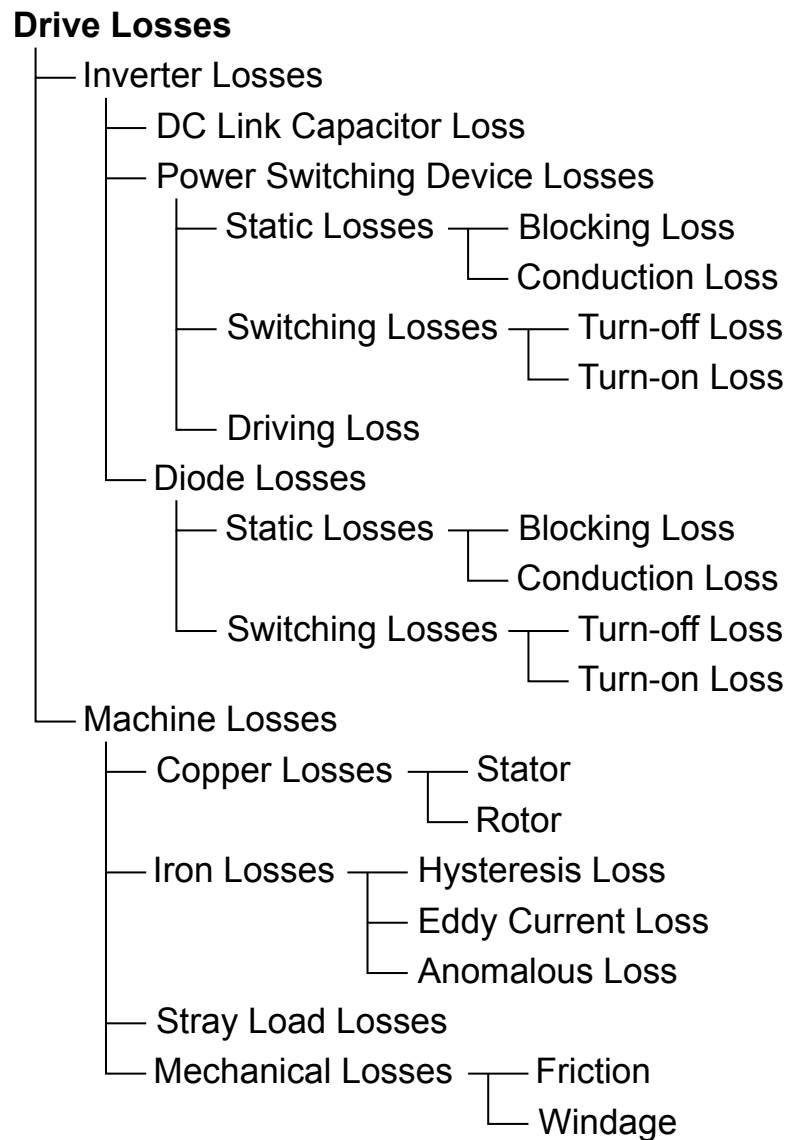 Drive Losses
Inverter Losses
DC Link Capacitor Loss
Power Switching Device Losses
Static Losses Blocking Loss
Conduction Loss
Switching Losses Turn-off Loss
Turn-on Loss
Driving Loss
Diode Losses
Static Losses Blocking Loss
Conduction Loss
Switching Losses Turn-off Loss
Turn-on Loss
Machine Losses
Copper Losses Stator
Rotor
Iron Losses Hysteresis Loss
Eddy Current Loss
Anomalous Loss
Stray Load Losses
Mechanical Losses Friction
Windage